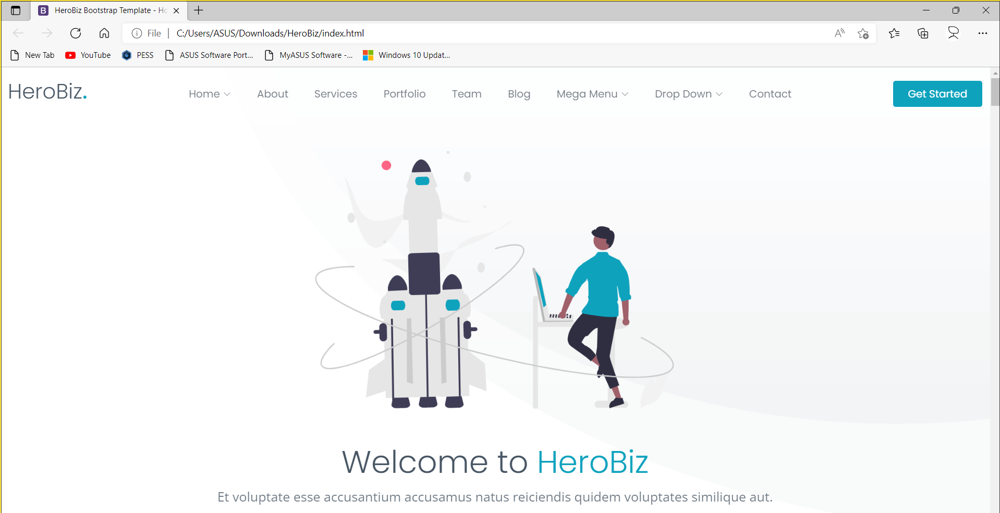 HeroBiz Bootstrap Template - Ho
File C:/Users/ASUS/Downloads/HeroBiz/index.html
New Tab YouTube PESS ASUS Software Port... MyASUS Software -... Windows 10 Updat...
HeroBiz. Home About Services Portfolio Team Blog Mega Menu Drop Down Contact Get Started
Welcome to HeroBiz
Et voluptate esse accusantium accusamus natus reiciendis quidem voluptates similique aut.